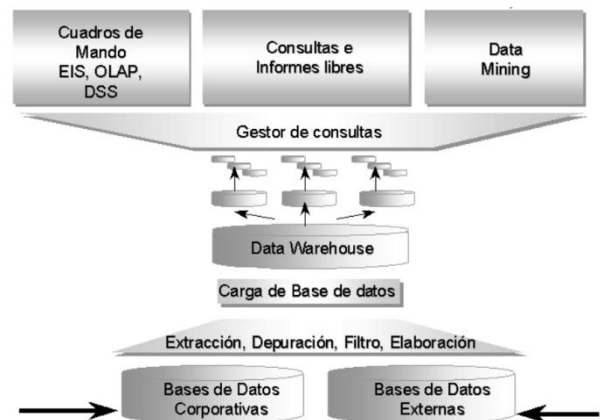 Cuadros de
Mando
EIS, OLAP,
DSS
Consultas e
Informes libres
Data
Mining
Gestor de consultas
Data Warehouse
Carga de Base de datos
Extracción, Depuración, Filtro, Elaboración
Bases de Datos
Corporativas
Bases de Datos
Externas